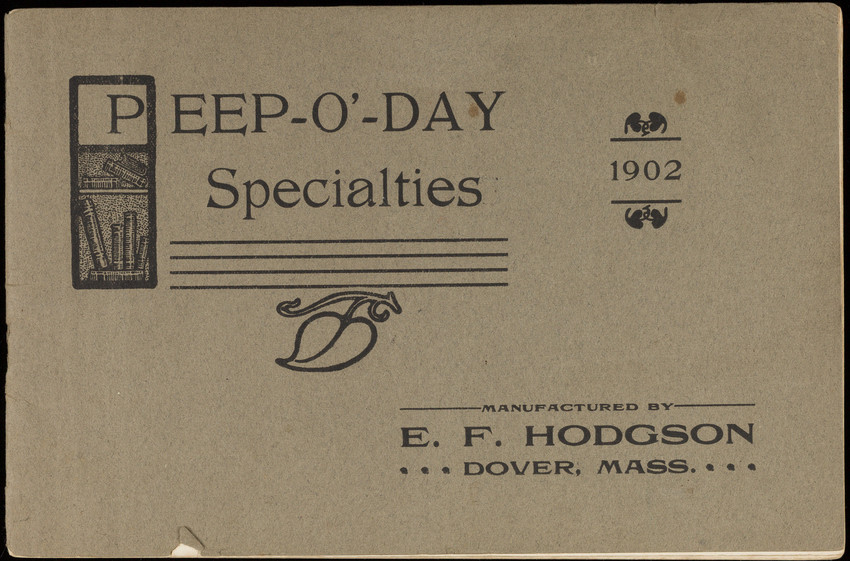 PEEP-O'-DAY
Specialties
1902
MANUFACTURED BY
E. F. HODGSON
DOVER, MASS.